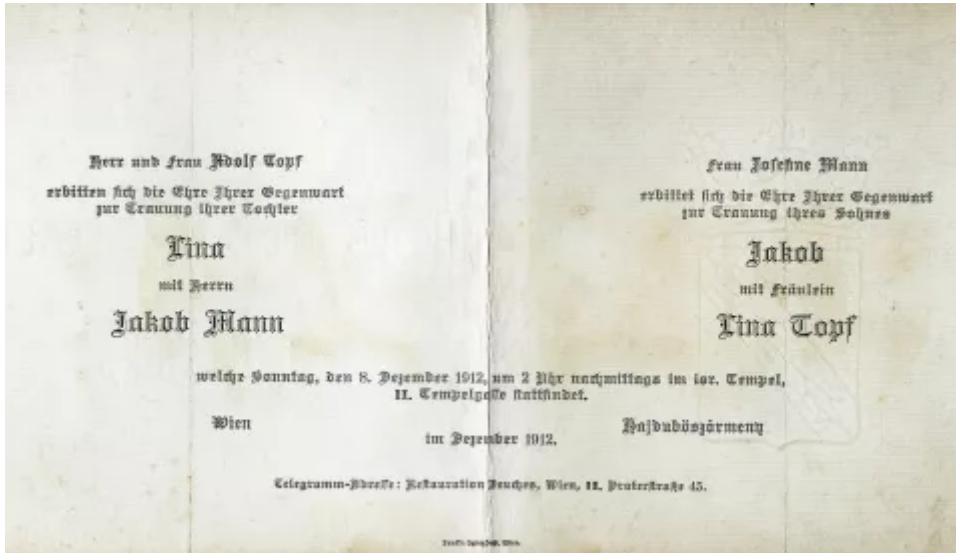 Herr und Frau Adolf Topf
erbitten sich die Ehre Ihrer Gegenwart
zur Trauung ihrer Tochter
Lina
mit Herrn
Jakob Mann
Frau Josefine Mann
erbittet sich die Ehre Ihrer Gegenwart
zur Trauung ihres Sohnes
Jakob
mit Fräulein
Lina Topf
welche Sonntag, den 8. Dezember 1912, um 2 Uhr nachmittags im isr. Tempel,
II. Tempelgasse stattfindet.
Wien
Hajduböszörmeny
im Dezember 1912.
Telegramm-Adresse: Restauration Wien, II. Praterstraße 45.
Wien.